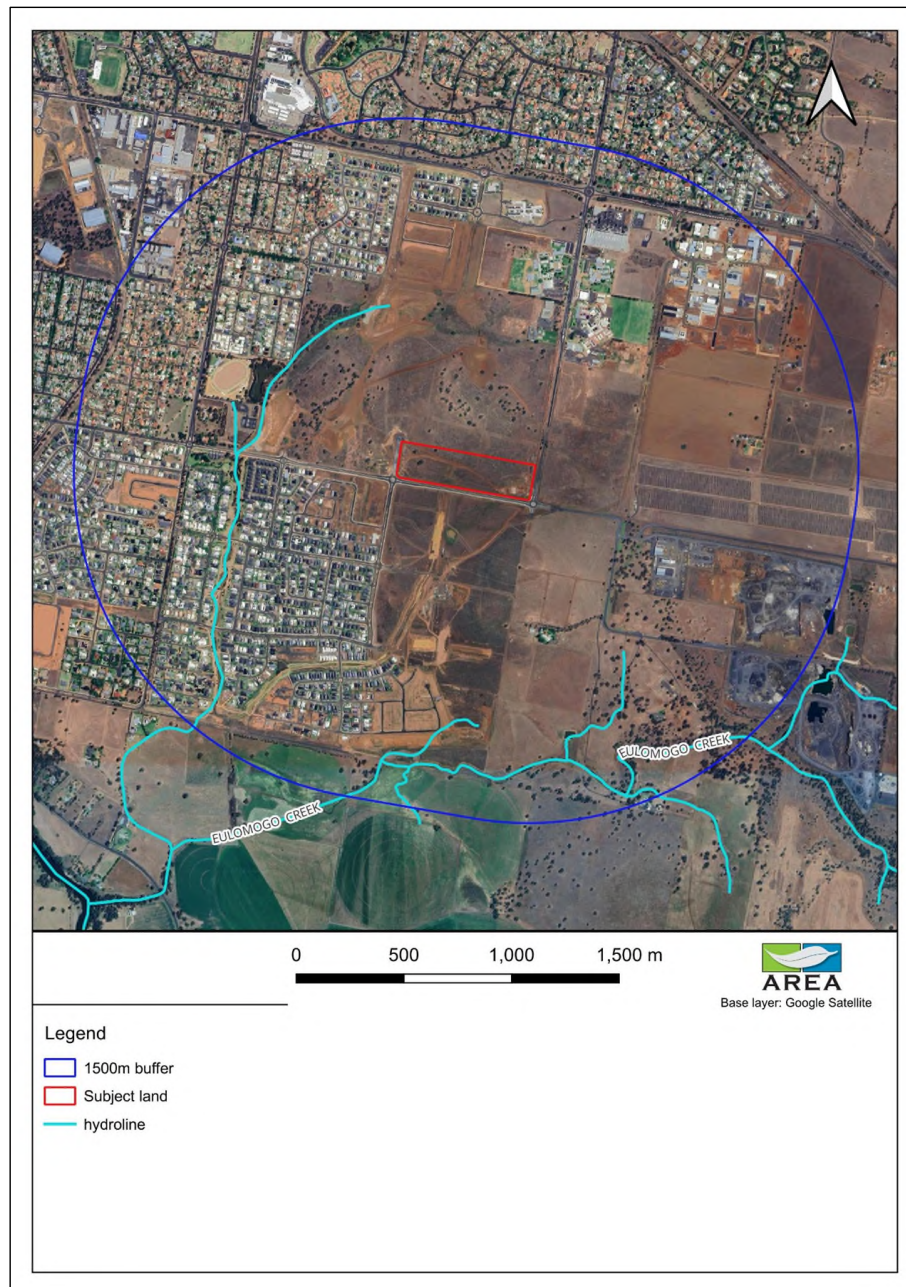 EULOMOGO CREEK
EULOMOGO CREEK
0 500 1,000 1,500 m
AREA
Base layer: Google Satellite
Legend
1500m buffer
Subject land
hydroline